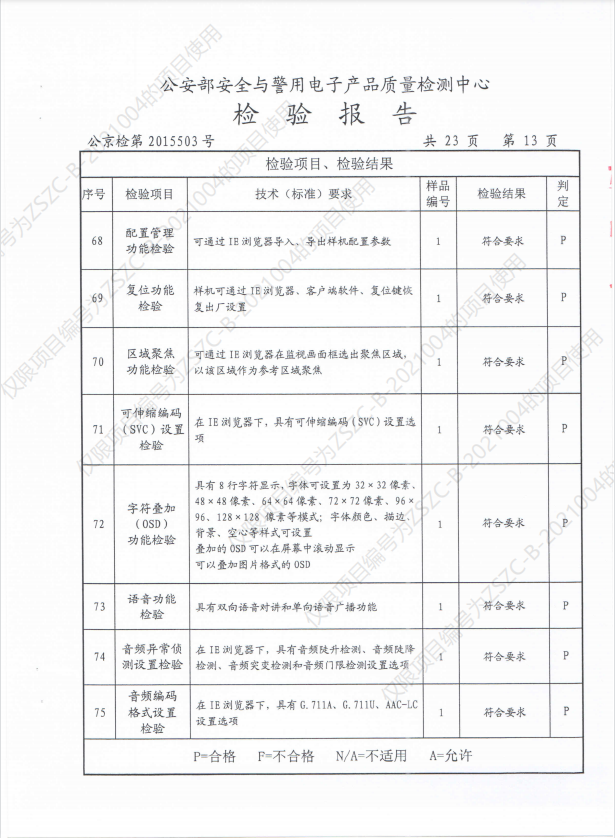 公安部安全与警用电子产品质量检测中心
检 验 报 告
公京检第 2015503 号 共 23 页 第 13 页
检验项目、检验结果
序号 检验项目 技术（标准）要求 样品编号 检验结果 判定
68 配置管理功能检验 可通过 IE 浏览器导入、导出样机配置参数 1 符合要求 P
69 复位功能检验 样机可通过 IE 浏览器、客户端软件、复位键恢
复出厂设置 1 符合要求 P
70 区域聚焦功能检验 可通过 IE 浏览器在监视画面框选出聚焦区域，
以该区域作为参考区域聚焦 1 符合要求 P
71 可伸缩编码（SVC）设置检验 在 IE 浏览器下，具有可伸缩编码（SVC）设置选
项 1 符合要求 P
72 字符叠加（OSD）功能检验 具有 8 行字符显示，字体可设置为 32×32 像素、
48×48 像素、64×64 像素、72×72 像素、96×
96、128×128 像素等模式；字体颜色、描边、
背景、空心等样式可设置
叠加的 OSD 可以在屏幕中滚动显示
可以叠加图片格式的 OSD 1 符合要求 P
73 语音功能检验 具有双向语音对讲和单向语音广播功能 1 符合要求 P
74 音频异常侦测设置检验 在 IE 浏览器下，具有音频陡升检测、音频陡降
检测、音频突变检测和音频门限检测设置选项 1 符合要求 P
75 音频编码格式设置检验 在 IE 浏览器下，具有 G.711A、G.711U、AAC-LC
设置选项 1 符合要求 P
P=合格 F=不合格 N/A=不适用 A=允许
仅限项目编号为ZSZC-B-2021004的项目使用